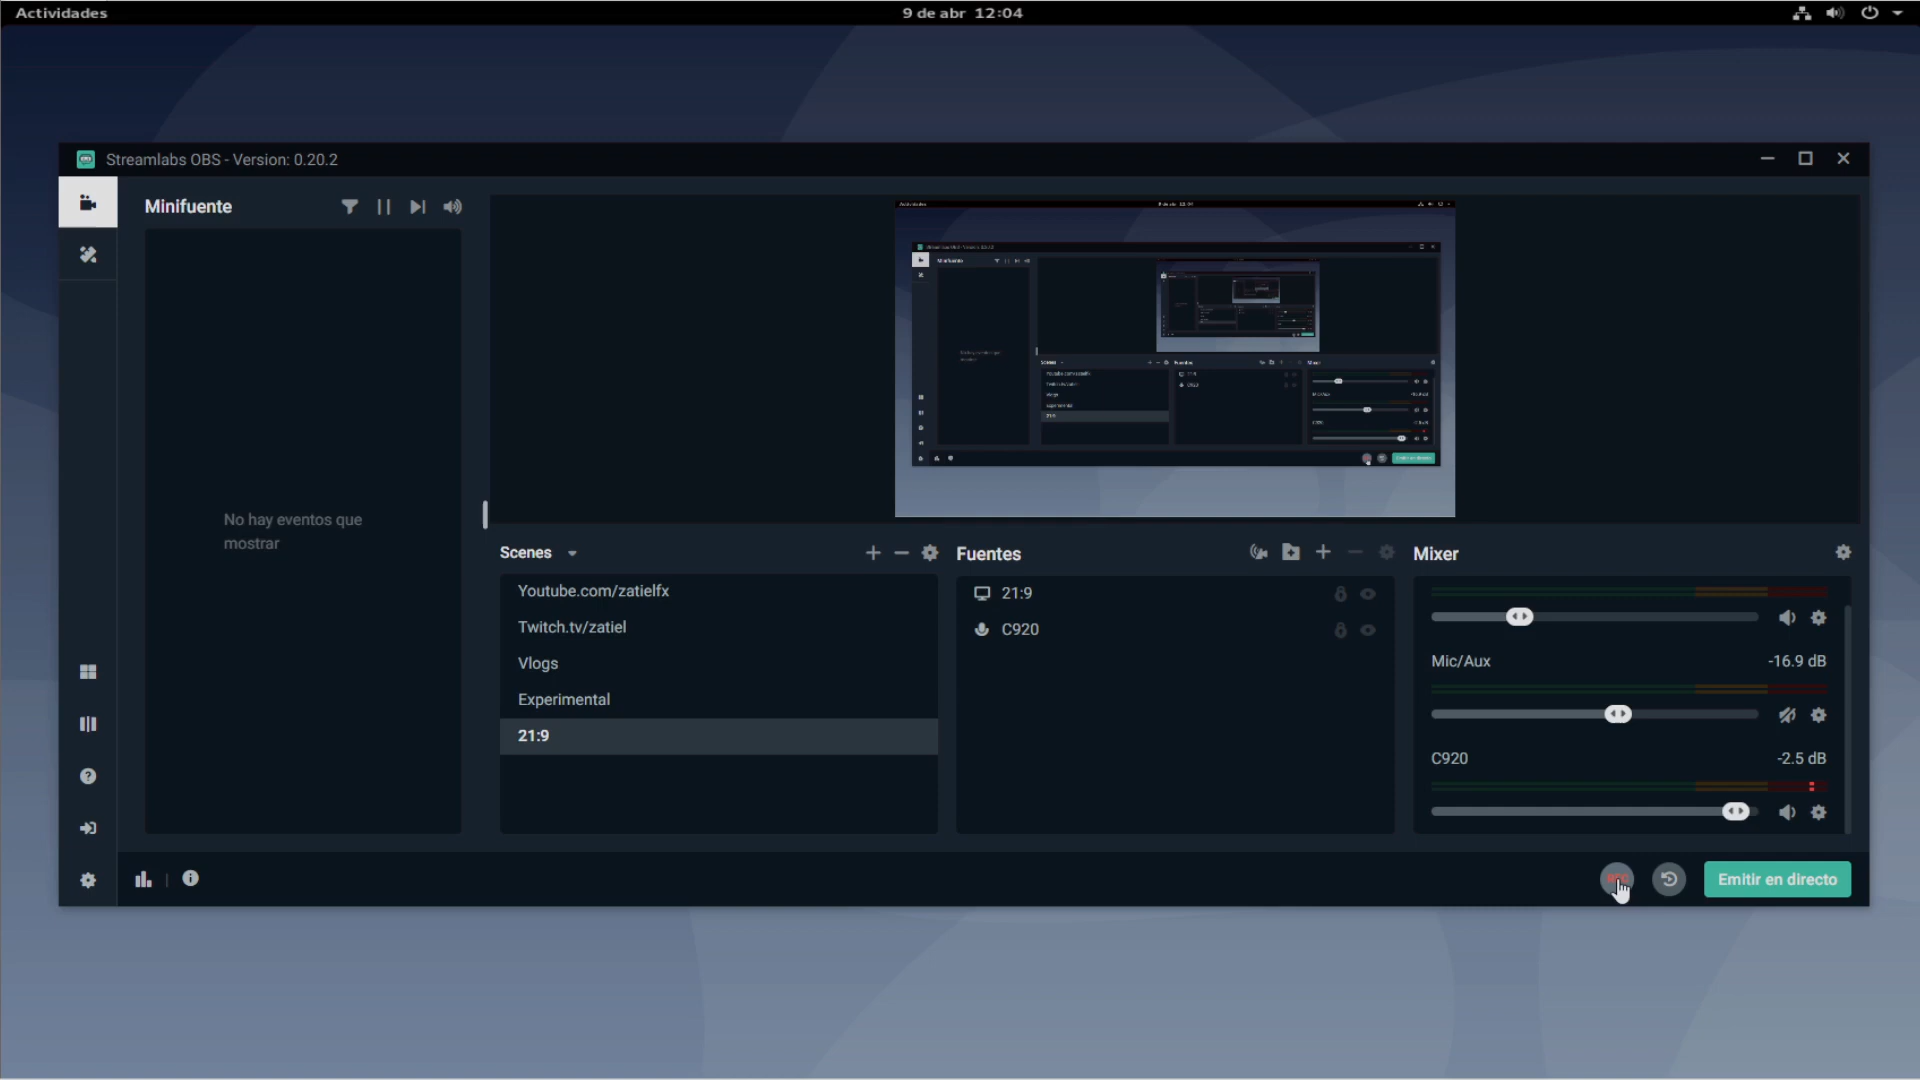 Actividades
9 de abr 12:04
Streamlabs OBS - Version: 0.20.2
Minifuente
No hay eventos que
mostrar
Scenes
Youtube.com/zatielfx
Twitch.tv/zatiel
Vlogs
Experimental
21:9
Fuentes
21:9
C920
Mixer
Mic/Aux
-16.9 dB
C920
-2.5 dB
REC
Emitir en directo